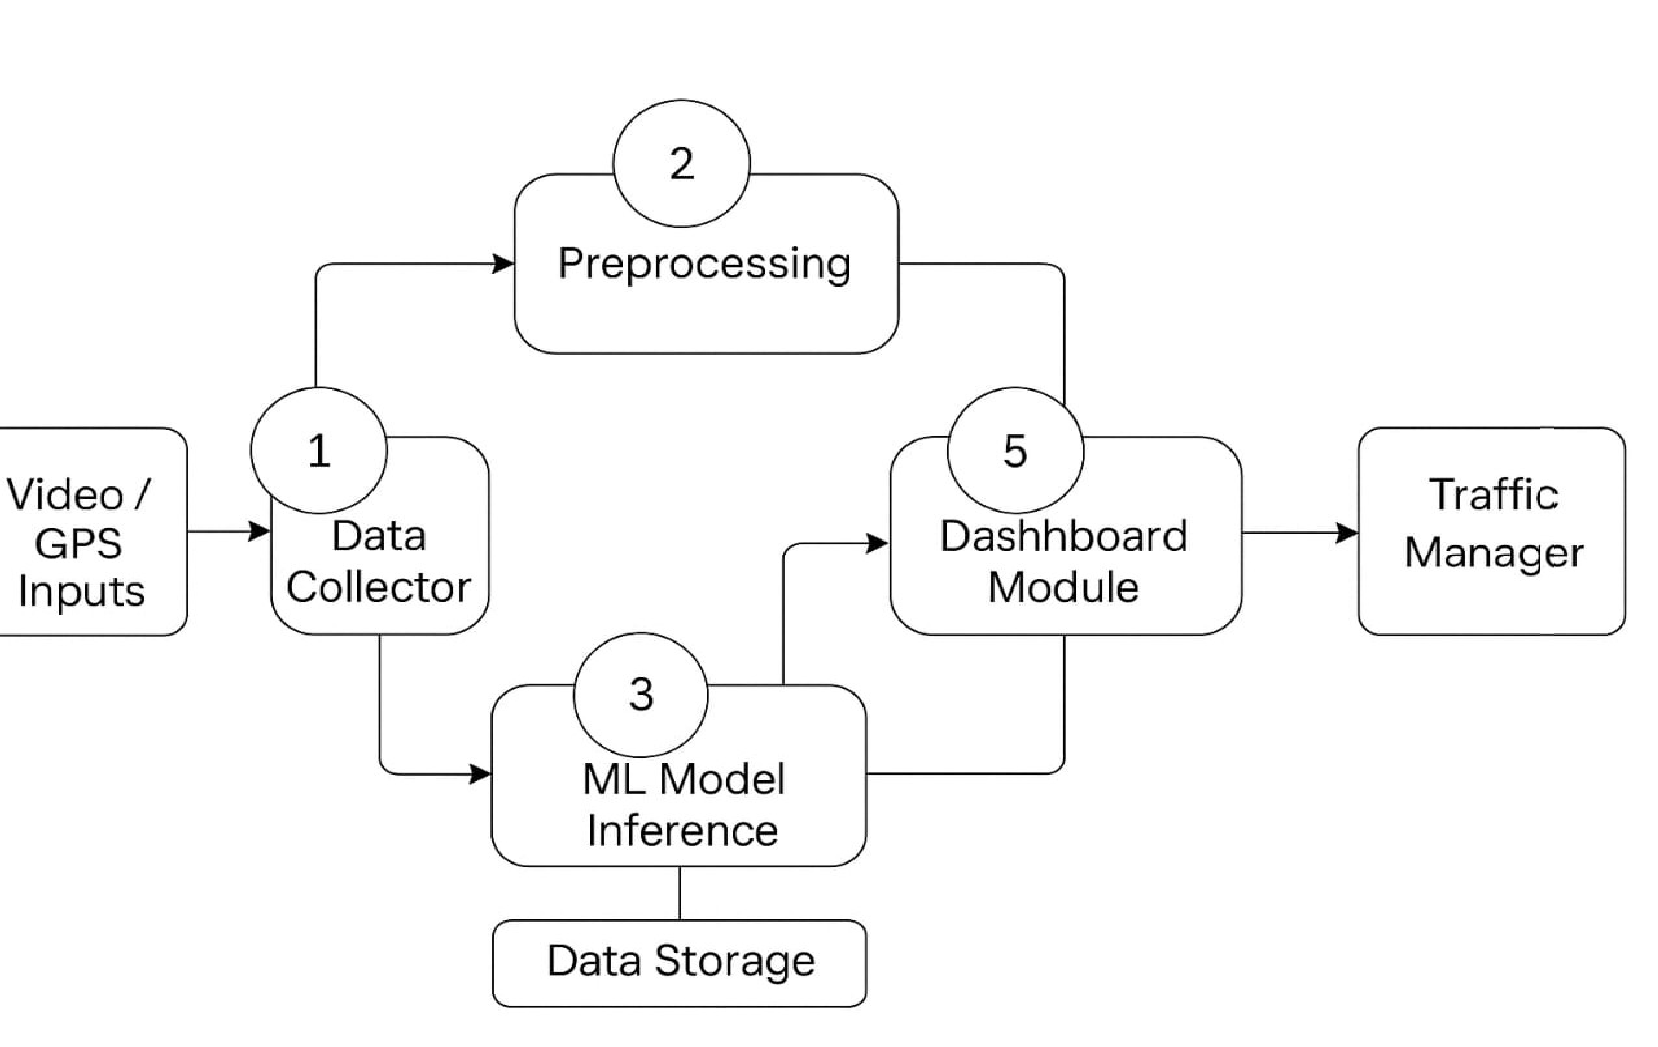 2
Preprocessing
1
Data
Collector
Video /
GPS
Inputs
5
Dashhboard
Module
Traffic
Manager
3
ML Model
Inference
Data Storage